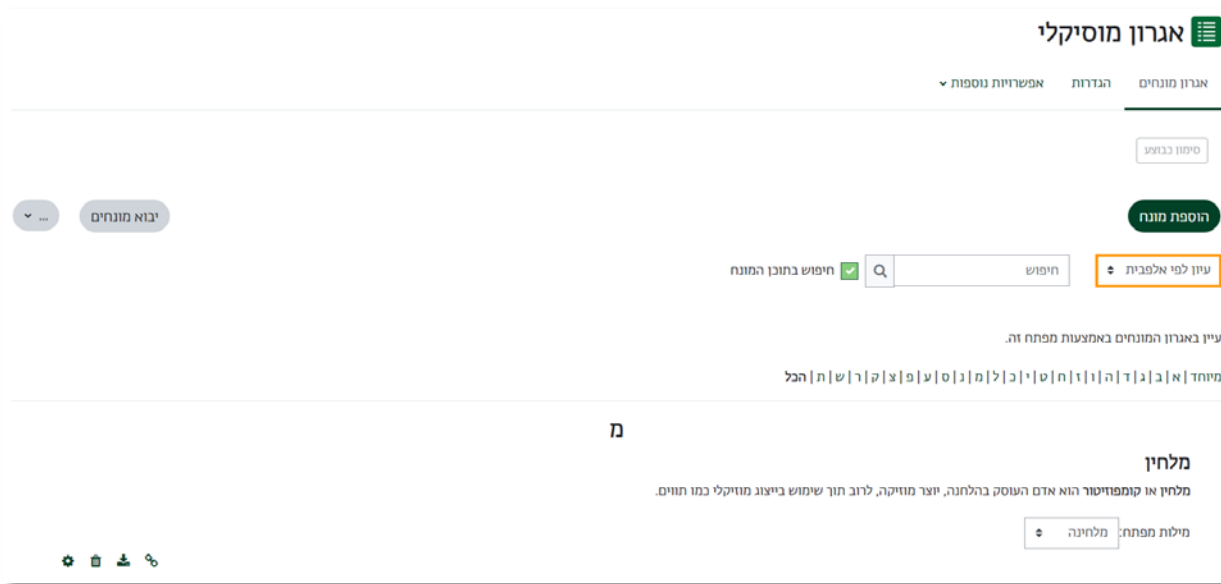 אגרון מוסיקלי
אגרון מונחים הגדרות אפשרויות נוספות
סימון כבוצע
הוספת מונח יבוא מונחים ...
עיון לפי אלפבית חיפוש חיפוש בתוכן המונח
עיין באגרון המונחים באמצעות מפתח זה.
מיוחד | א | ב | ג | ד | ה | ו | ז | ח | ט | י | כ | ל | מ | נ | ס | ע | פ | צ | ק | ר | ש | ת | הכל
מ
מלחין
מלחין או קומפוזיטור הוא אדם העוסק בהלחנה, יוצר מוזיקה, לרוב תוך שימוש בייצוג מוזיקלי כמו תווים.
מילות מפתח: מלחינה